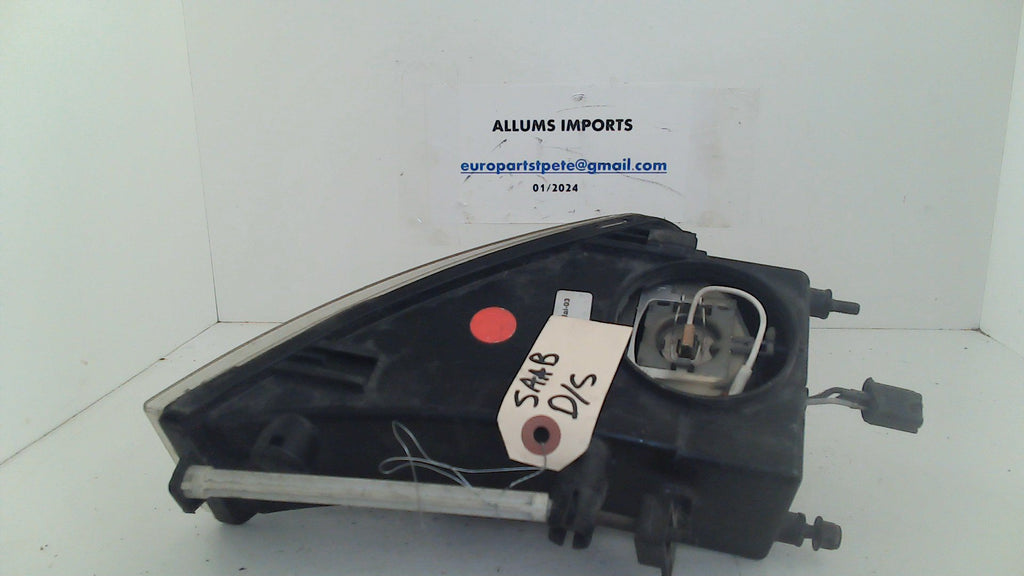 ALLUMS IMPORTS
europartstpete@gmail.com
01/2024
SAAB
D/S